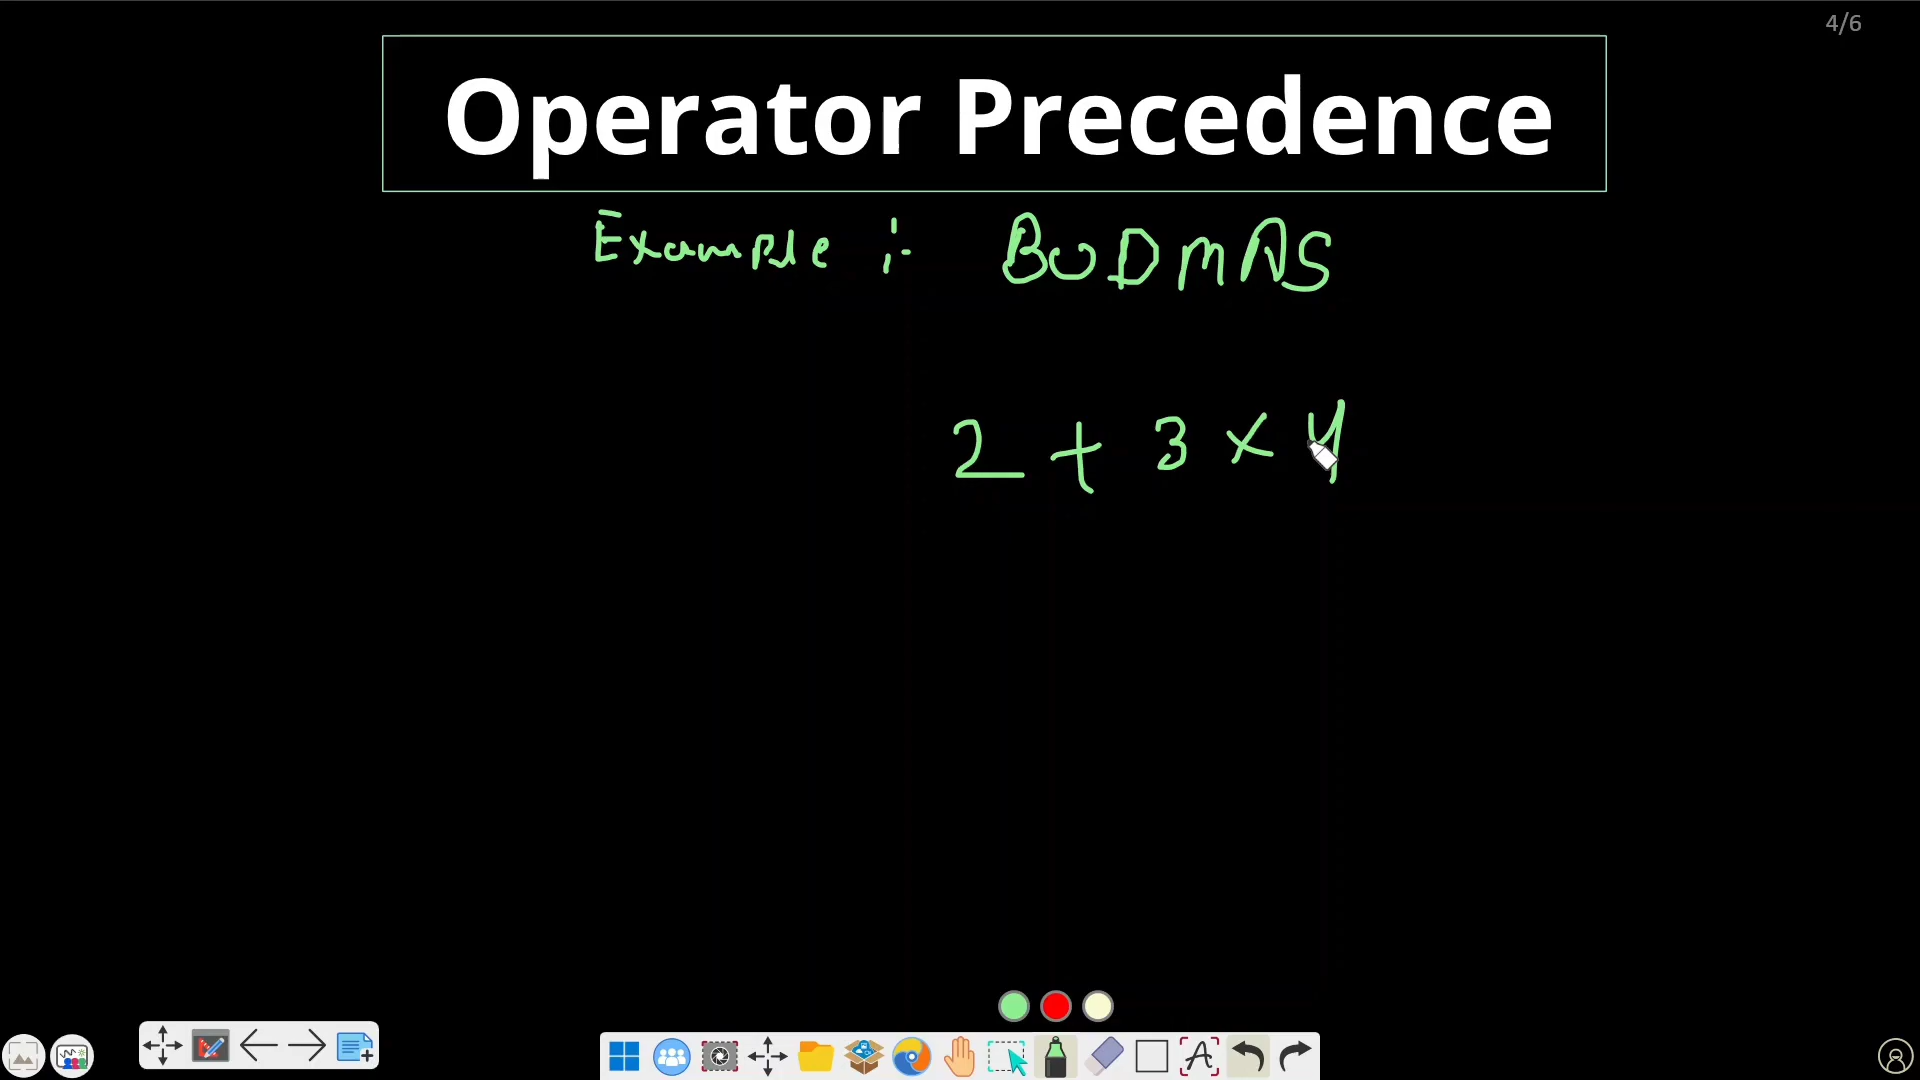 4/6
Operator Precedence
Example :- BODMAS
2 + 3 × 4